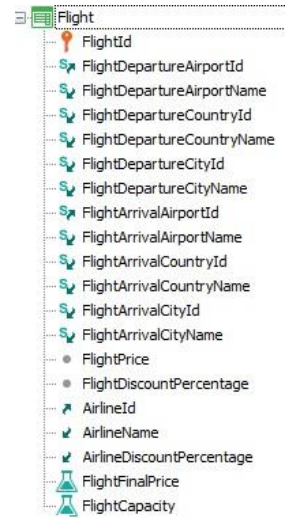 Flight
FlightId
FlightDepartureAirportId
FlightDepartureAirportName
FlightDepartureCountryId
FlightDepartureCountryName
FlightDepartureCityId
FlightDepartureCityName
FlightArrivalAirportId
FlightArrivalAirportName
FlightArrivalCountryId
FlightArrivalCountryName
FlightArrivalCityId
FlightArrivalCityName
FlightPrice
FlightDiscountPercentage
AirlineId
AirlineName
AirlineDiscountPercentage
FlightFinalPrice
FlightCapacity